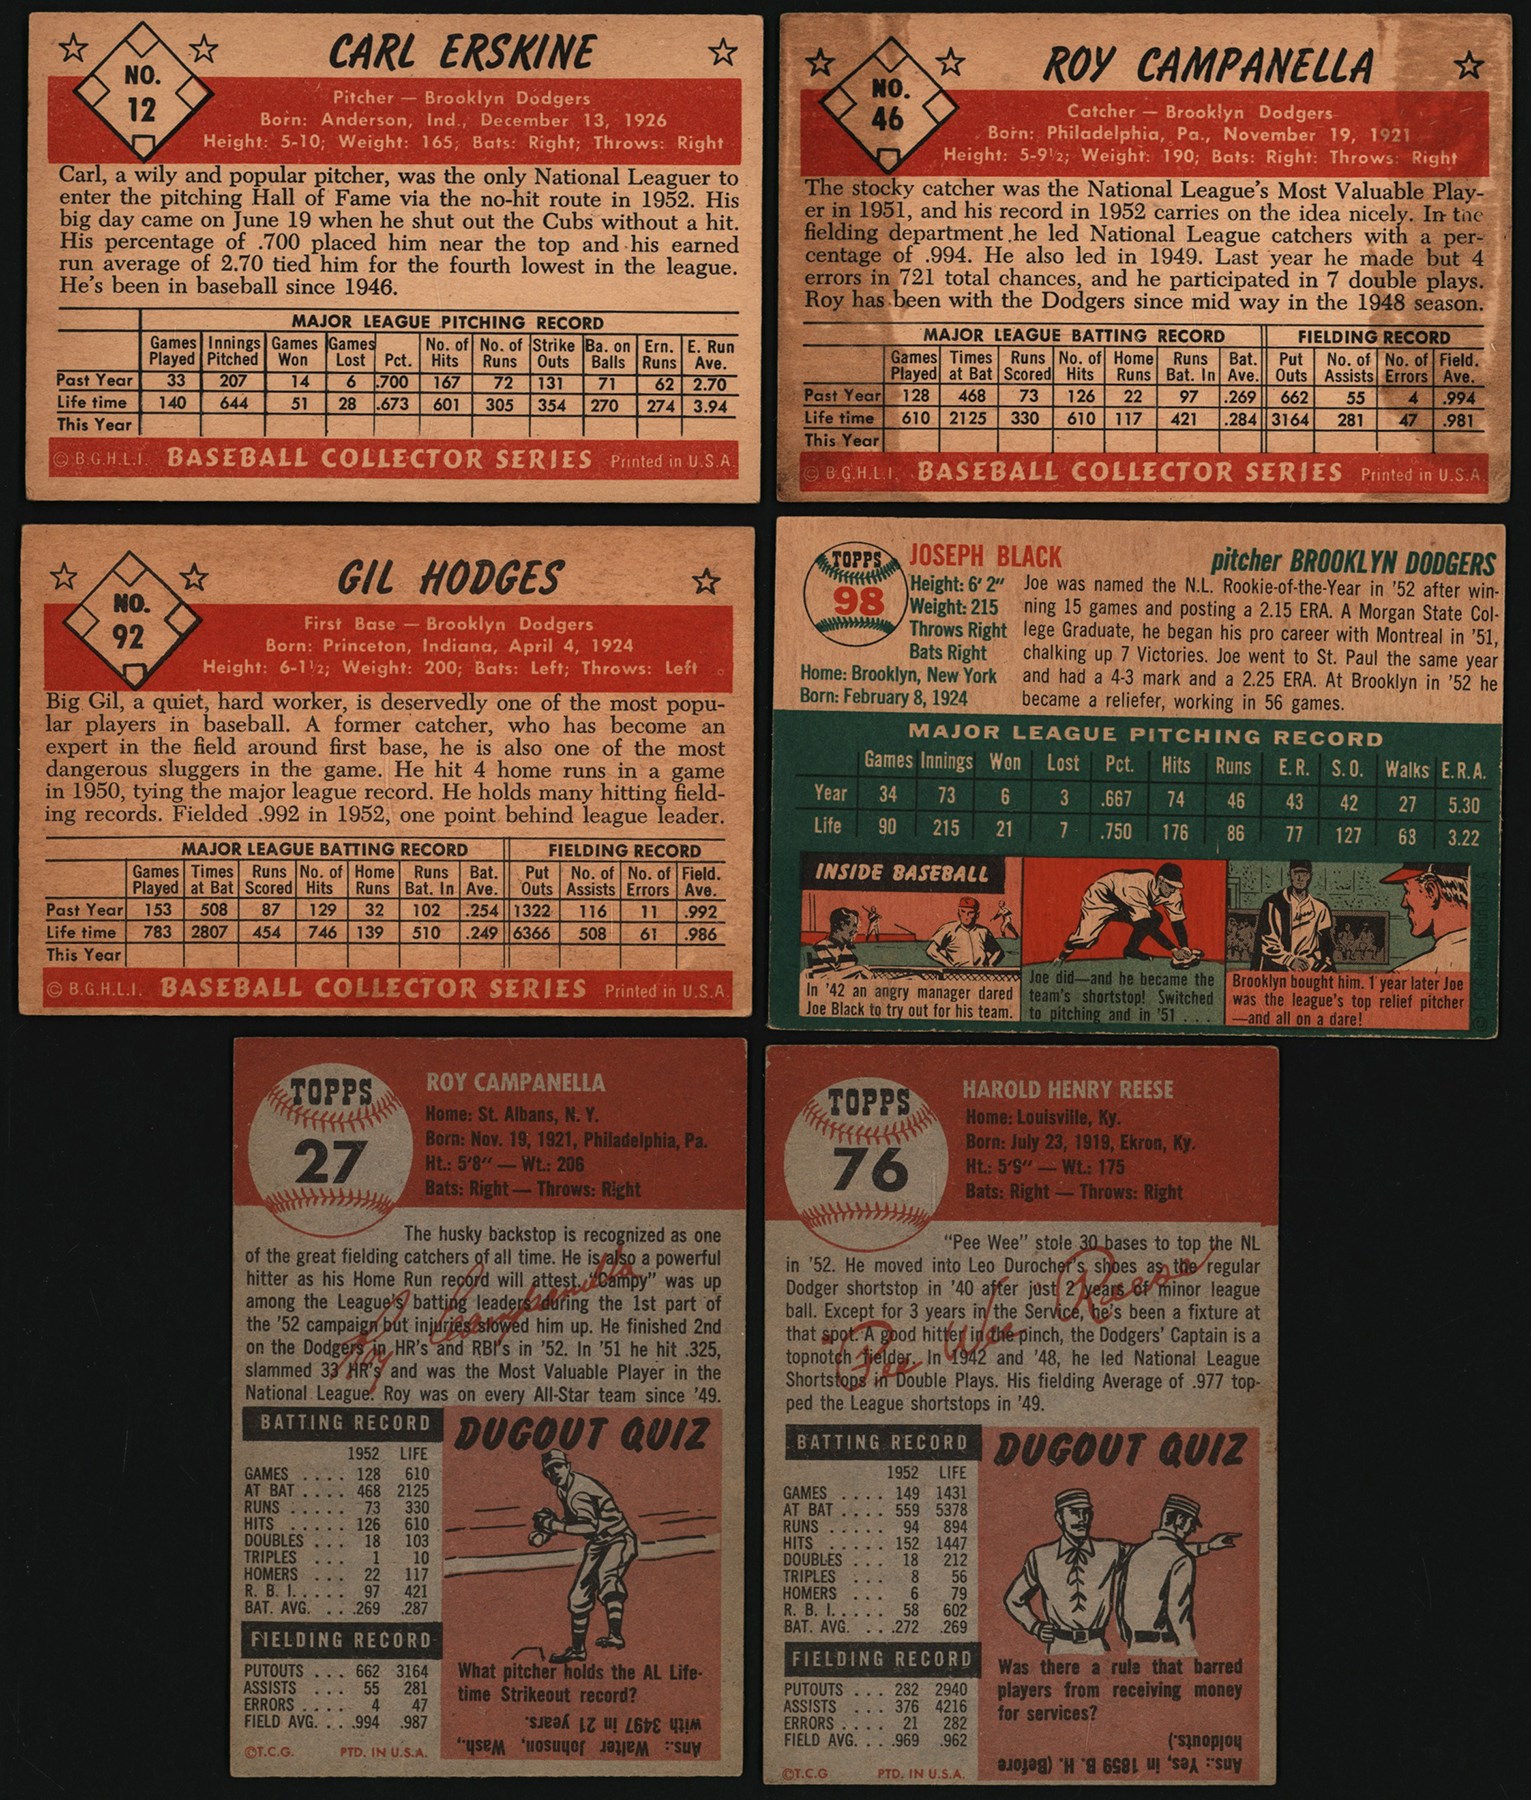 NO.
12
CARL ERSKINE
Pitcher — Brooklyn Dodgers
Born: Anderson, Ind., December 13, 1926
Height: 5-10; Weight: 165; Bats: Right; Throws: Right
Carl, a wily and popular pitcher, was the only National Leaguer to
enter the pitching Hall of Fame via the no-hit route in 1952. His
big day came on June 19 when he shut out the Cubs without a hit.
His percentage of .700 placed him near the top and his earned
run average of 2.70 tied him for the fourth lowest in the league.
He's been in baseball since 1946.
MAJOR LEAGUE PITCHING RECORD
Games Played Innings Pitched Games Won Games Lost Pct. No. of Hits No. of Runs Strike Outs Ba. on Balls Ern. Runs E. Run Ave.
Past Year 33 207 14 6 .700 167 72 131 71 62 2.70
Life time 140 644 51 28 .673 601 305 354 270 274 3.94
This Year
© B.G.H.L.I. BASEBALL COLLECTOR SERIES Printed in U.S.A.
NO.
46
ROY CAMPANELLA
Catcher — Brooklyn Dodgers
Born: Philadelphia, Pa., November 19, 1921
Height: 5-9½; Weight: 190; Bats: Right: Throws: Right
The stocky catcher was the National League's Most Valuable Play-
er in 1951, and his record in 1952 carries on the idea nicely. In the
fielding department he led National League catchers with a per-
centage of .994. He also led in 1949. Last year he made but 4
errors in 721 total chances, and he participated in 7 double plays.
Roy has been with the Dodgers since mid way in the 1948 season.
MAJOR LEAGUE BATTING RECORD FIELDING RECORD
Games Played Times at Bat Runs Scored No. of Hits Home Runs Runs Bat. In Bat. Ave. Put Outs No. of Assists No. of Errors Field. Ave.
Past Year 128 468 73 126 22 97 .269 662 55 4 .994
Life time 610 2125 330 610 117 421 .284 3164 281 47 .981
This Year
© B.G.H.L.I. BASEBALL COLLECTOR SERIES Printed in U.S.A
NO.
92
GIL HODGES
First Base — Brooklyn Dodgers
Born: Princeton, Indiana, April 4, 1924
Height: 6-1½; Weight: 200; Bats: Left; Throws: Left
Big Gil, a quiet, hard worker, is deservedly one of the most popu-
lar players in baseball. A former catcher, who has become an
expert in the field around first base, he is also one of the most
dangerous sluggers in the game. He hit 4 home runs in a game
in 1950, tying the major league record. He holds many hitting field-
ing records. Fielded .992 in 1952, one point behind league leader.
MAJOR LEAGUE BATTING RECORD FIELDING RECORD
Games Played Times at Bat Runs Scored No. of Hits Home Runs Runs Bat. In Bat. Ave. Put Outs No. of Assists No. of Errors Field. Ave.
Past Year 153 508 87 129 32 102 .254 1322 116 11 .992
Life time 783 2807 454 746 139 510 .249 6366 508 61 .986
This Year
© B.G.H.L.I. BASEBALL COLLECTOR SERIES Printed in U.S.A.
TOPPS
98
JOSEPH BLACK
pitcher BROOKLYN DODGERS
Height: 6' 2"
Weight: 215
Throws Right
Bats Right
Home: Brooklyn, New York
Born: February 8, 1924
Joe was named the N.L. Rookie-of-the-Year in '52 after win-
ning 15 games and posting a 2.15 ERA. A Morgan State Col-
lege Graduate, he began his pro career with Montreal in '51,
chalking up 7 Victories. Joe went to St. Paul the same year
and had a 4-3 mark and a 2.25 ERA. At Brooklyn in '52 he
became a reliefer, working in 56 games.
MAJOR LEAGUE PITCHING RECORD
Games Innings Won Lost Pct. Hits Runs E.R. S.O. Walks E.R.A.
Year 34 73 6 3 .667 74 46 43 42 27 5.30
Life 90 215 21 7 .750 176 86 77 127 63 3.22
INSIDE BASEBALL
In '42 an angry manager dared
Joe Black to try out for his team.
Joe did—and he became the
team's shortstop! Switched
to pitching and in '51 . . .
Brooklyn bought him. 1 year later Joe
was the league's top relief pitcher
—and all on a dare!
TOPPS
27
ROY CAMPANELLA
Home: St. Albans, N. Y.
Born: Nov. 19, 1921, Philadelphia, Pa.
Ht.: 5'8" — Wt.: 206
Bats: Right — Throws: Right
The husky backstop is recognized as one
of the great fielding catchers of all time. He is also a powerful
hitter as his Home Run record will attest. "Campy" was up
among the League's batting leaders during the 1st part of
the '52 campaign but injuries slowed him up. He finished 2nd
on the Dodgers in HR's and RBI's in '52. In '51 he hit .325,
slammed 33 HR's and was the Most Valuable Player in the
National League. Roy was on every All-Star team since '49.
Roy Campanella
BATTING RECORD
1952 LIFE
GAMES . . . . 128 610
AT BAT . . . . 468 2125
RUNS . . . . . 73 330
HITS . . . . . 126 610
DOUBLES . . . 18 103
TRIPLES . . . 1 10
HOMERS . . . 22 117
R. B. I. . . . . 97 421
BAT. AVG. . . . .269 .287
FIELDING RECORD
PUTOUTS . . . 662 3164
ASSISTS . . . 55 281
ERRORS . . . . 4 47
FIELD AVG. . . .994 .987
©T.C.G. PTD. IN U.S.A.
DUGOUT QUIZ
What pitcher holds the AL Life-
time Strikeout record?
Ans.: Walter Johnson, Wash.,
with 3497 in 21 years.
TOPPS
76
HAROLD HENRY REESE
Home: Louisville, Ky.
Born: July 23, 1919, Ekron, Ky.
Ht.: 5'9" — Wt.: 175
Bats: Right — Throws: Right
"Pee Wee" stole 30 bases to top the NL
in '52. He moved into Leo Durocher's shoes as the regular
Dodger shortstop in '40 after just 2 years of minor league
ball. Except for 3 years in the Service, he's been a fixture at
that spot. A good hitter in the pinch, the Dodgers' Captain is a
topnotch fielder. In 1942 and '48, he led National League
Shortstops in Double Plays. His fielding Average of .977 top-
ped the League shortstops in '49.
"Pee Wee" Reese
BATTING RECORD
1952 LIFE
GAMES . . . . 149 1431
AT BAT . . . . 559 5378
RUNS . . . . . 94 894
HITS . . . . . 152 1447
DOUBLES . . . 18 212
TRIPLES . . . 8 56
HOMERS . . . 6 79
R. B. I. . . . . 58 602
BAT. AVG. . . . .272 .269
FIELDING RECORD
PUTOUTS . . . 282 2940
ASSISTS . . . 376 4216
ERRORS . . . . 21 282
FIELD AVG. . . .969 .962
©T.C.G PTD. IN U.S.A.
DUGOUT QUIZ
Was there a rule that barred
players from receiving money
for services?
Ans.: Yes, in 1859 B. H. (Before
holdouts.)